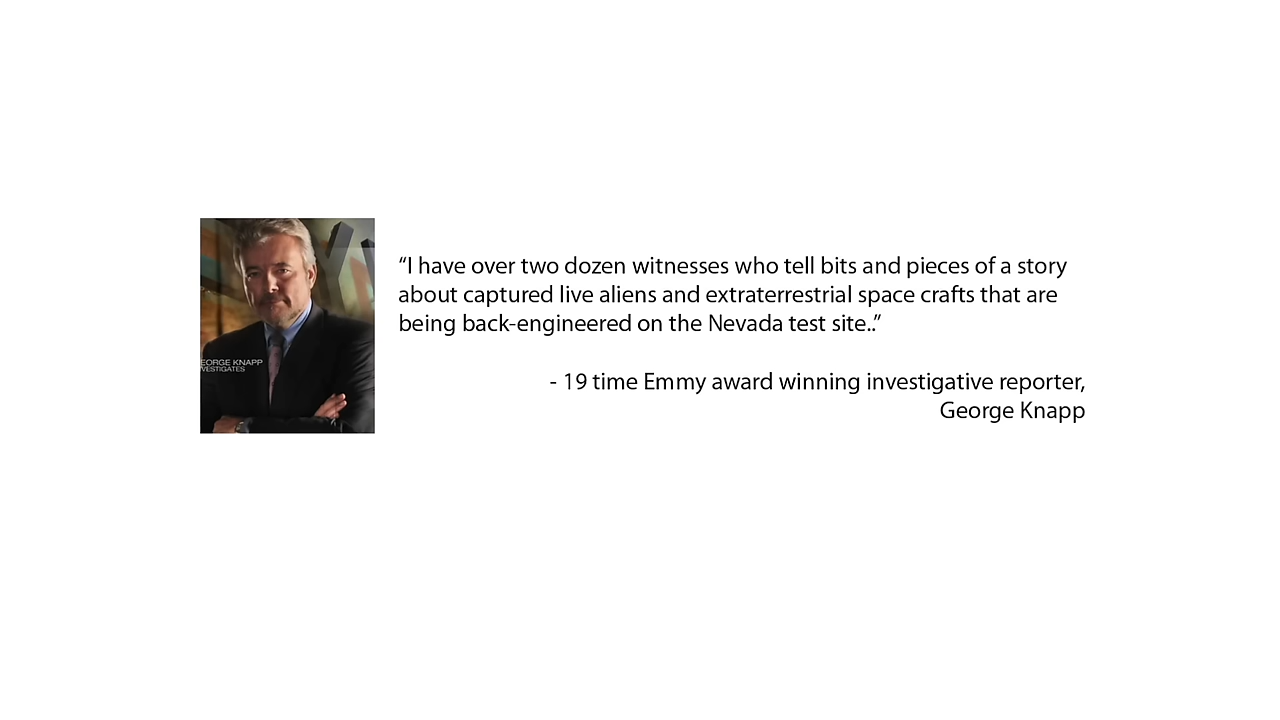 EORGE KNAPP
VESTIGATES
“I have over two dozen witnesses who tell bits and pieces of a story
about captured live aliens and extraterrestrial space crafts that are
being back-engineered on the Nevada test site..”
- 19 time Emmy award winning investigative reporter,
George Knapp